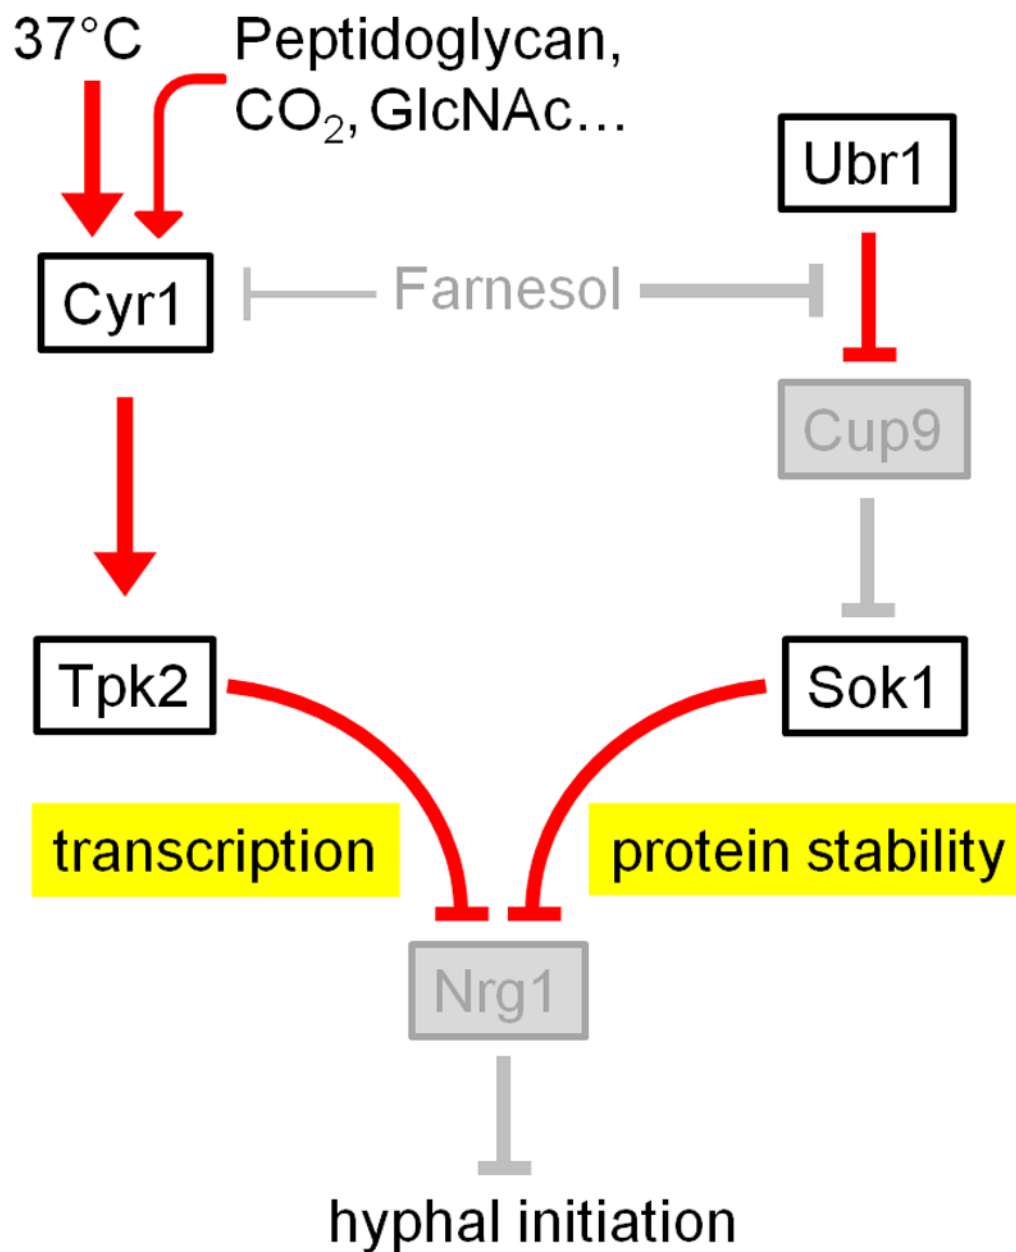 37°C
Peptidoglycan,
CO₂, GlcNAc…
Ubr1
Cyr1
Farnesol
Cup9
Tpk2
Sok1
transcription
protein stability
Nrg1
hyphal initiation